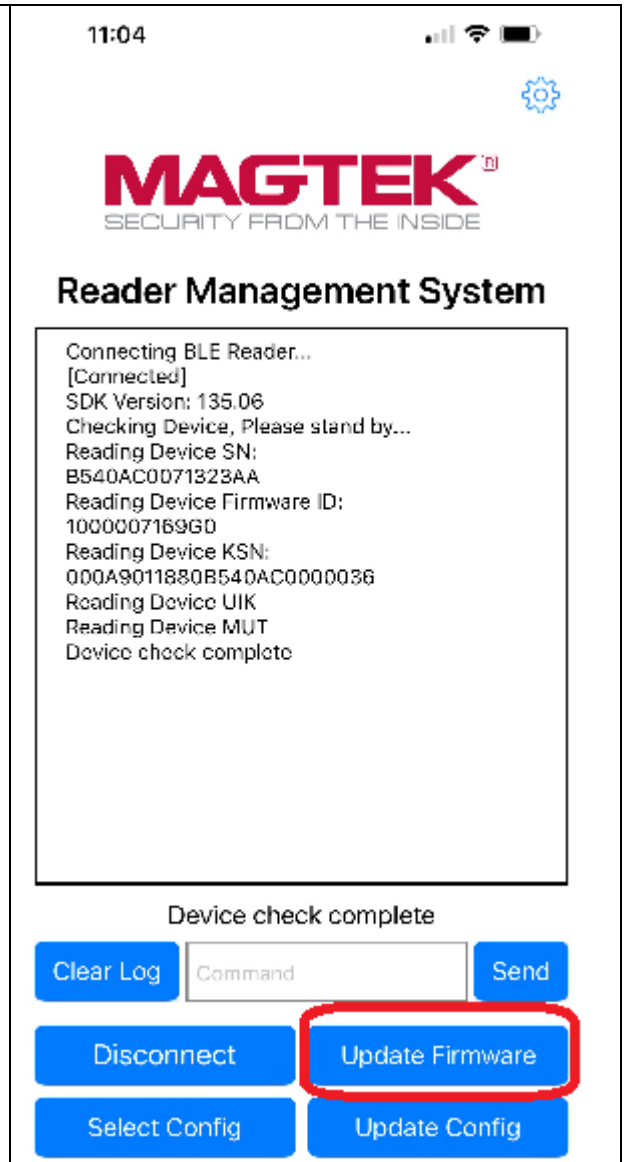 11:04
MAGTEK®
SECURITY FROM THE INSIDE
Reader Management System
Connecting BLE Reader...
[Connected]
SDK Version: 135.06
Checking Device, Please stand by...
Reading Device SN:
B540AC0071323AA
Reading Device Firmware ID:
1000007169G0
Reading Device KSN:
000A9011880B540AC0000036
Reading Device UIK
Reading Device MUT
Device check complete
Device check complete
Clear Log
Command
Send
Disconnect
Update Firmware
Select Config
Update Config